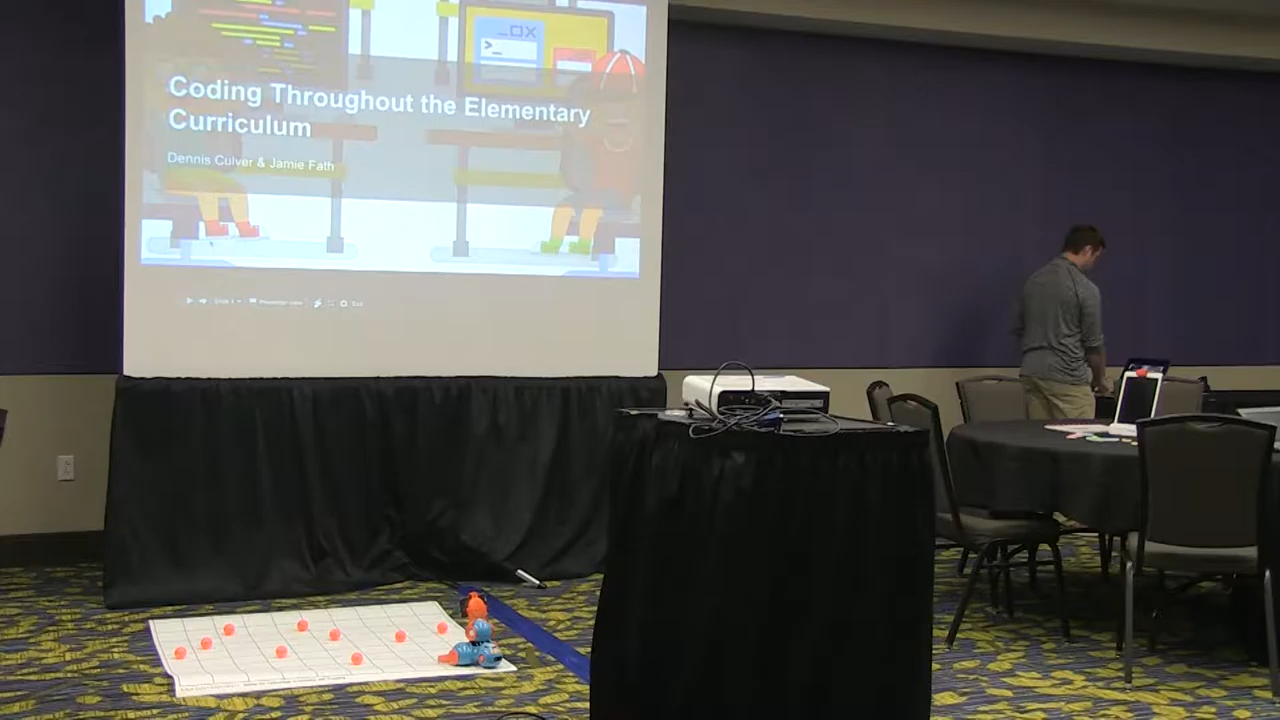 Coding Throughout the Elementary
Curriculum
Dennis Culver & Jamie Fath